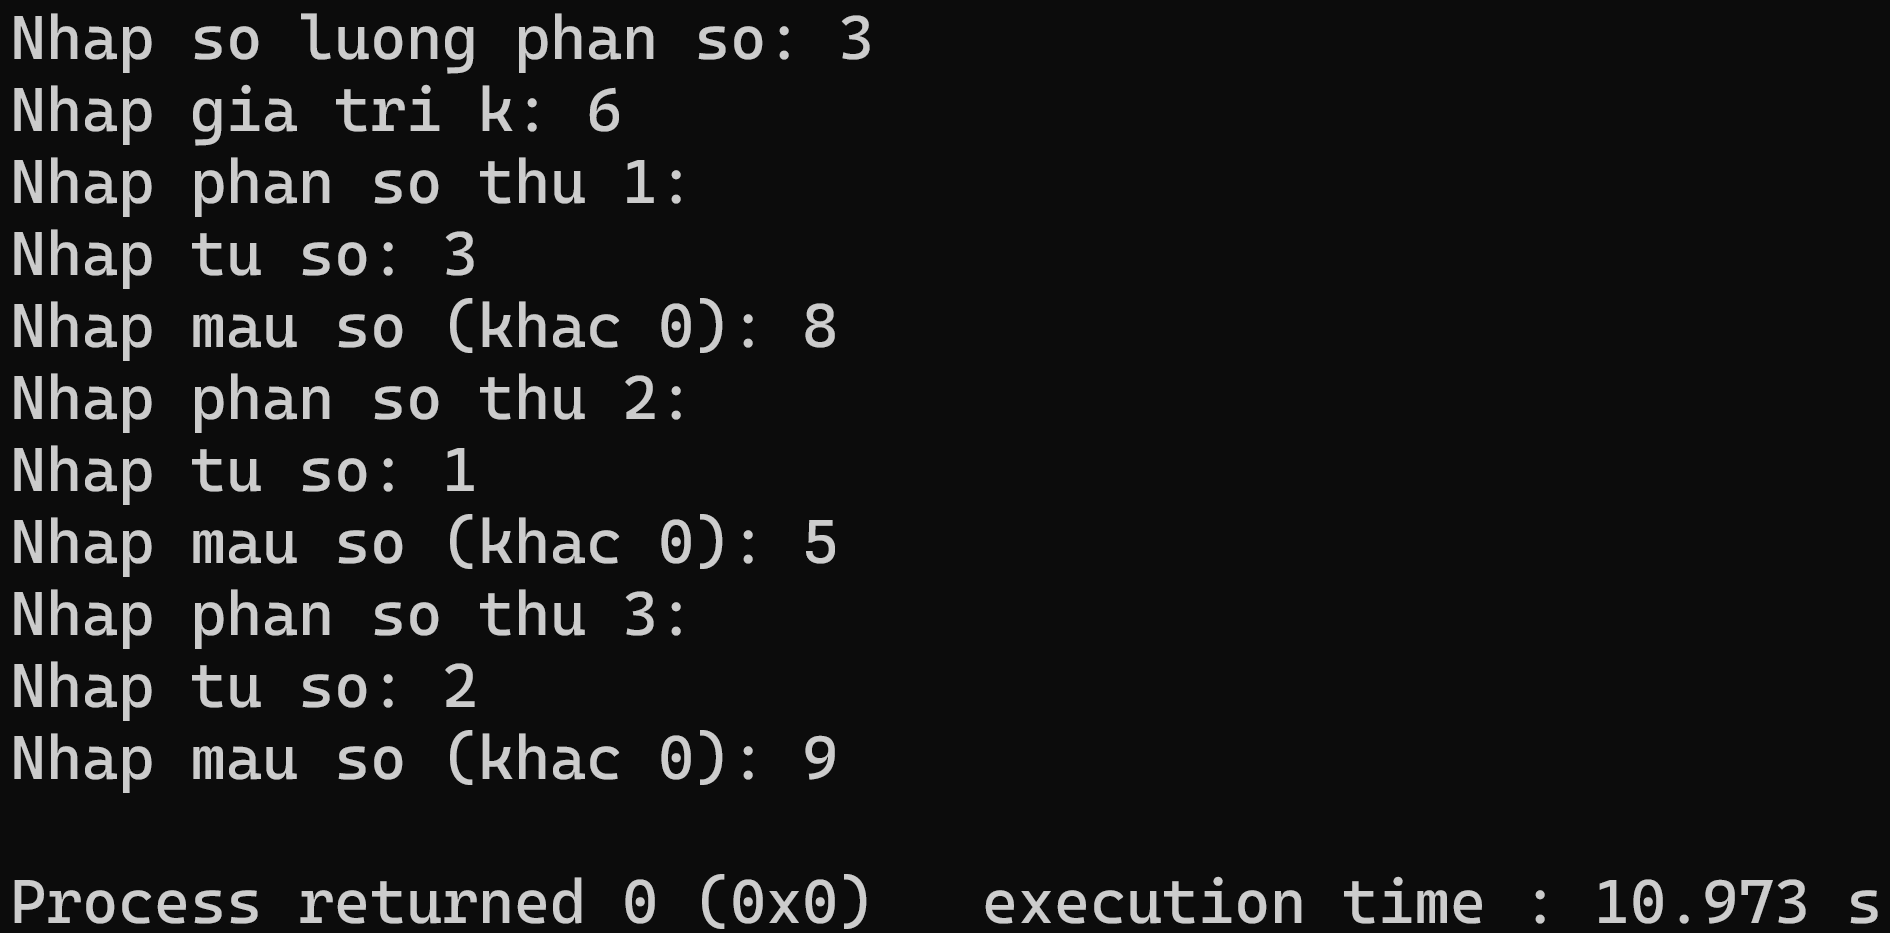 Nhap so luong phan so: 3
Nhap gia tri k: 6
Nhap phan so thu 1:
Nhap tu so: 3
Nhap mau so (khac 0): 8
Nhap phan so thu 2:
Nhap tu so: 1
Nhap mau so (khac 0): 5
Nhap phan so thu 3:
Nhap tu so: 2
Nhap mau so (khac 0): 9
Process returned 0 (0x0)   execution time : 10.973 s